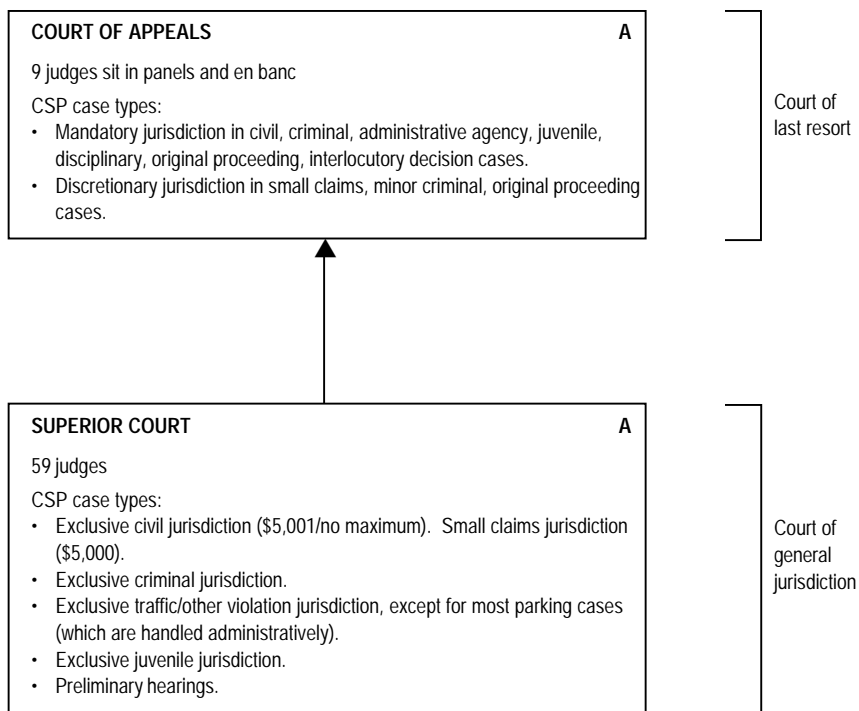 COURT OF APPEALS A
9 judges sit in panels and en banc
CSP case types:
• Mandatory jurisdiction in civil, criminal, administrative agency, juvenile,
disciplinary, original proceeding, interlocutory decision cases.
• Discretionary jurisdiction in small claims, minor criminal, original proceeding
cases.
Court of
last resort
SUPERIOR COURT A
59 judges
CSP case types:
• Exclusive civil jurisdiction ($5,001/no maximum). Small claims jurisdiction
($5,000).
• Exclusive criminal jurisdiction.
• Exclusive traffic/other violation jurisdiction, except for most parking cases
(which are handled administratively).
• Exclusive juvenile jurisdiction.
• Preliminary hearings.
Court of
general
jurisdiction